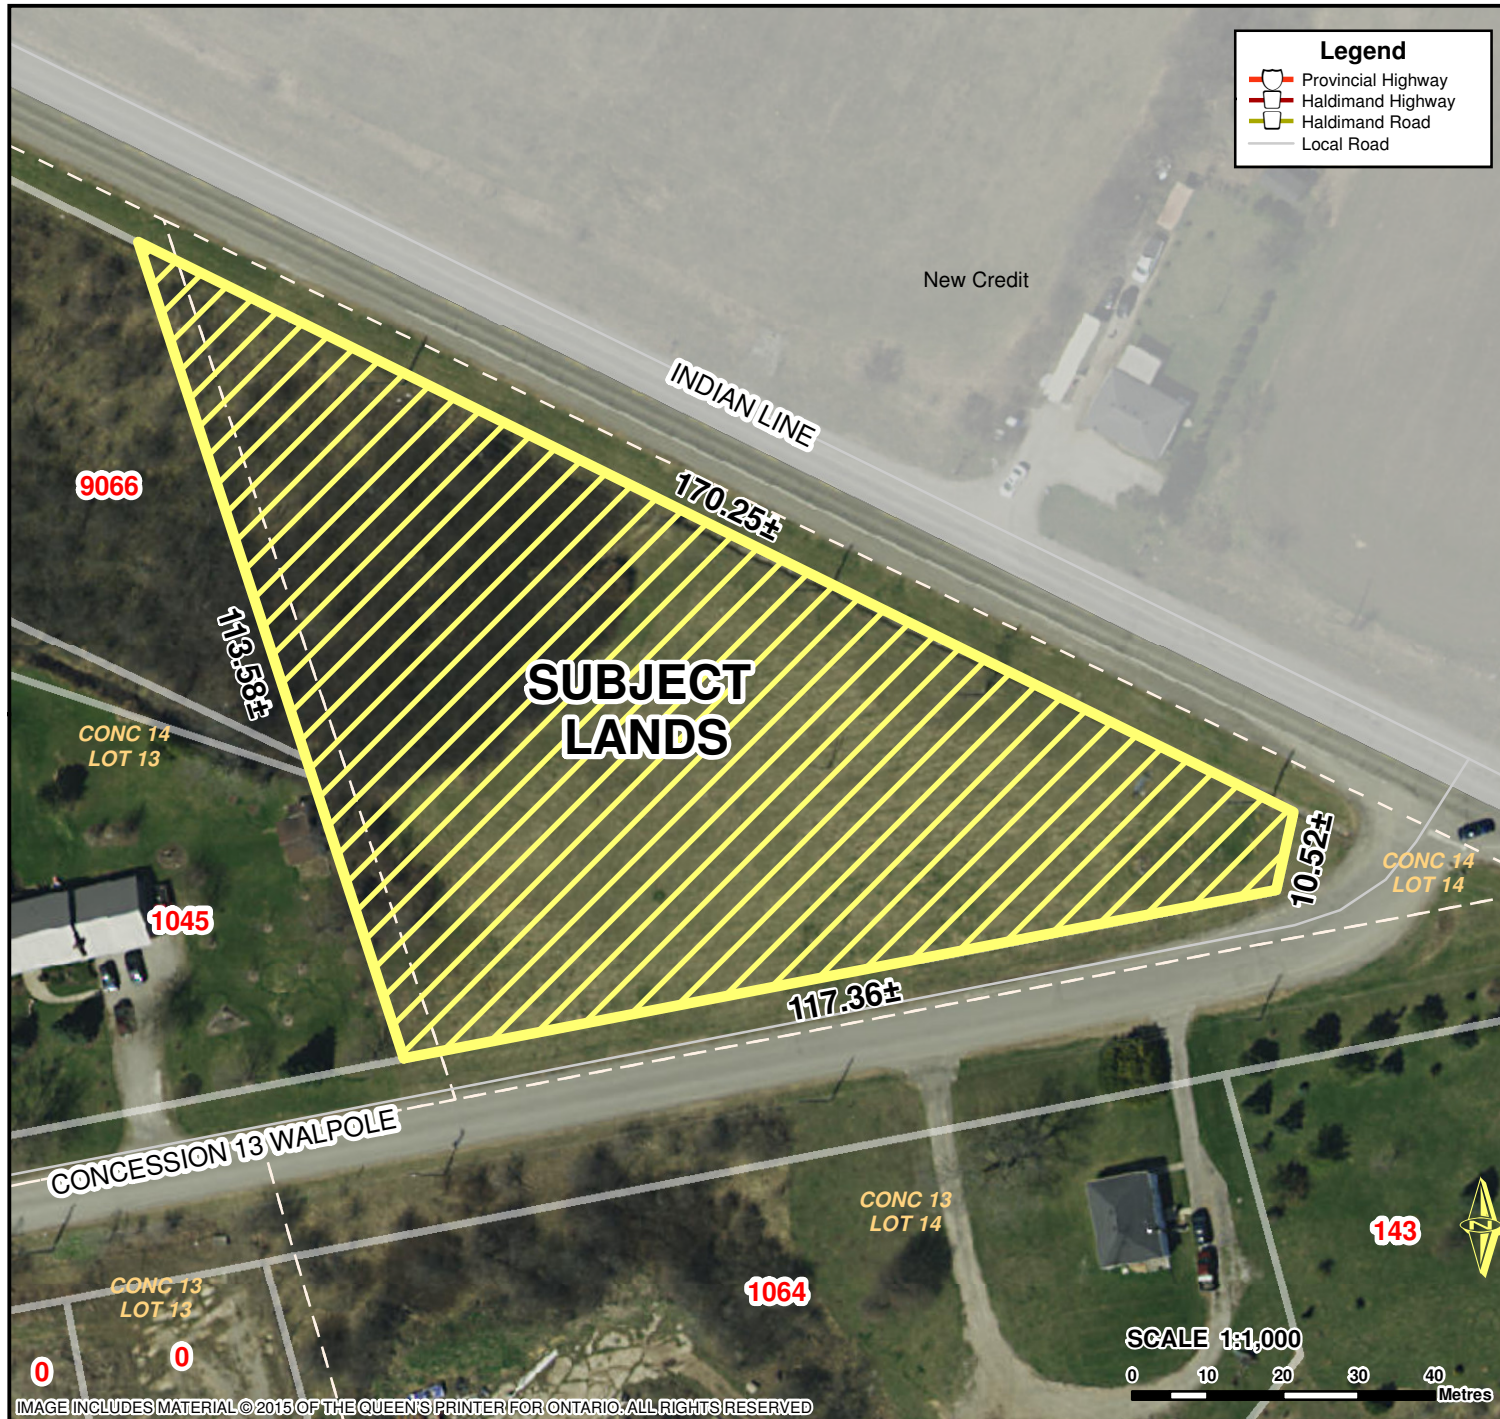 Legend
Provincial Highway
Haldimand Highway
Haldimand Road
Local Road
New Credit
INDIAN LINE
170.25±
9066
113.58±
SUBJECT
LANDS
CONC 14
LOT 13
10.52±
CONC 14
LOT 14
1045
117.36±
CONCESSION 13 WALPOLE
CONC 13
LOT 14
143
N
CONC 13
LOT 13
1064
0
0
SCALE 1:1,000
0 10 20 30 40
Metres
IMAGE INCLUDES MATERIAL © 2015 OF THE QUEEN'S PRINTER FOR ONTARIO. ALL RIGHTS RESERVED